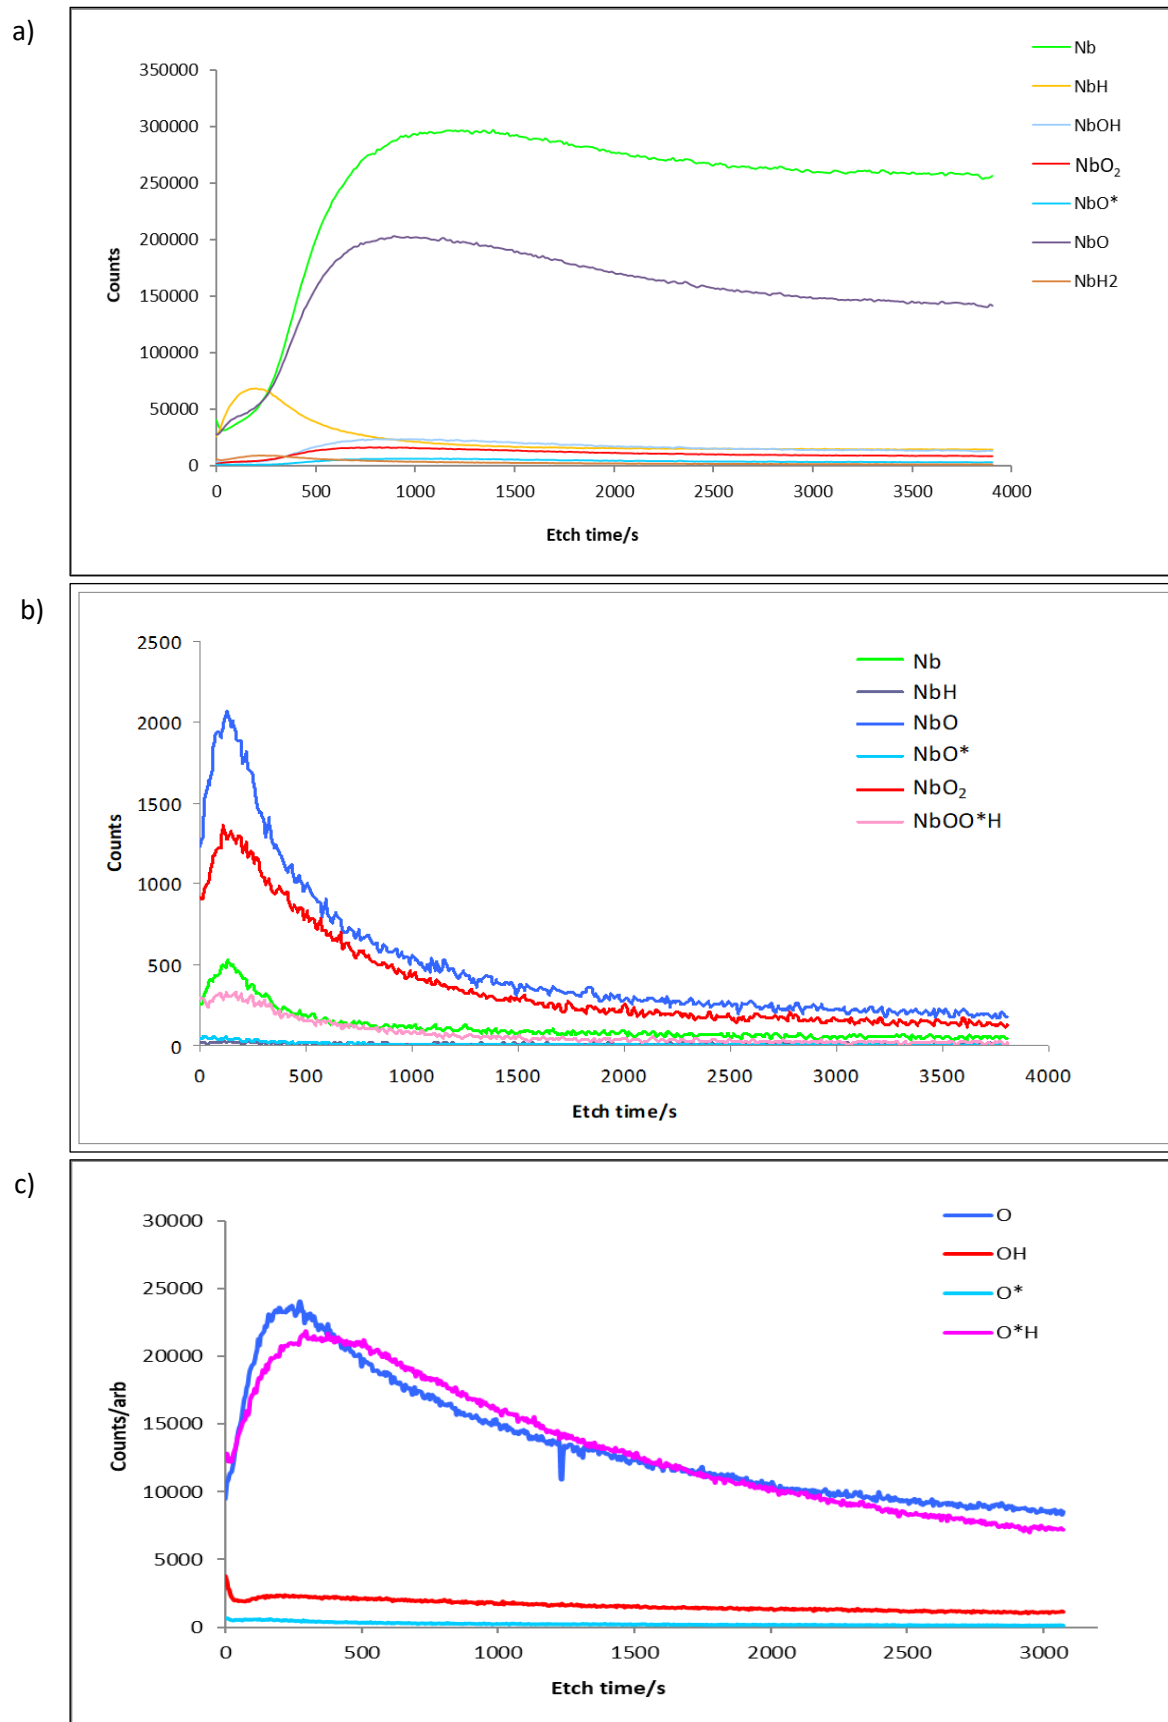 a)
Nb
NbH
NbOH
NbO₂
NbO*
NbO
NbH2
350000
300000
250000
200000
150000
100000
50000
0
Counts
0 500 1000 1500 2000 2500 3000 3500 4000
Etch time/s
b)
Nb
NbH
NbO
NbO*
NbO₂
NbOO*H
2500
2000
1500
1000
500
0
Counts
0 500 1000 1500 2000 2500 3000 3500 4000
Etch time/s
c)
O
OH
O*
O*H
30000
25000
20000
15000
10000
5000
0
Counts/arb
0 500 1000 1500 2000 2500 3000
Etch time/s